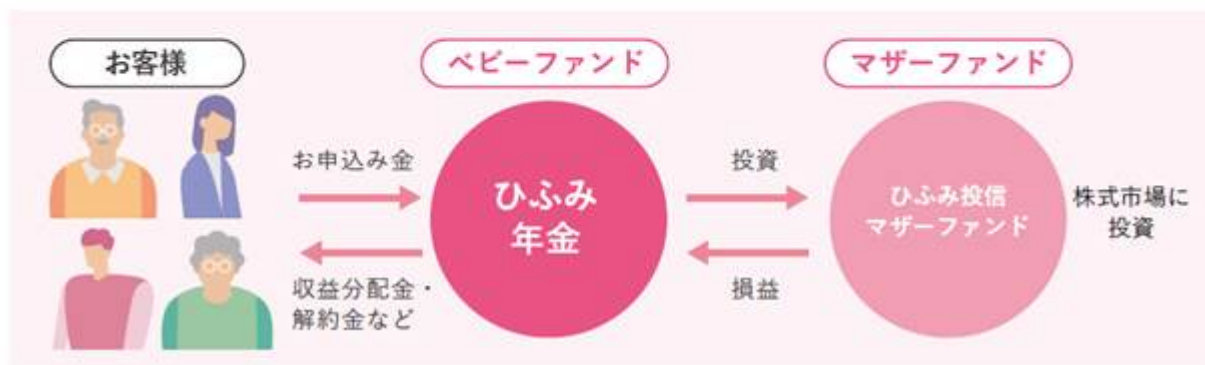 お客様
ベビーファンド
マザーファンド
お申込み金
収益分配金・
解約金など
ひふみ
年金
投資
損益
ひふみ投信
マザーファンド
株式市場に
投資